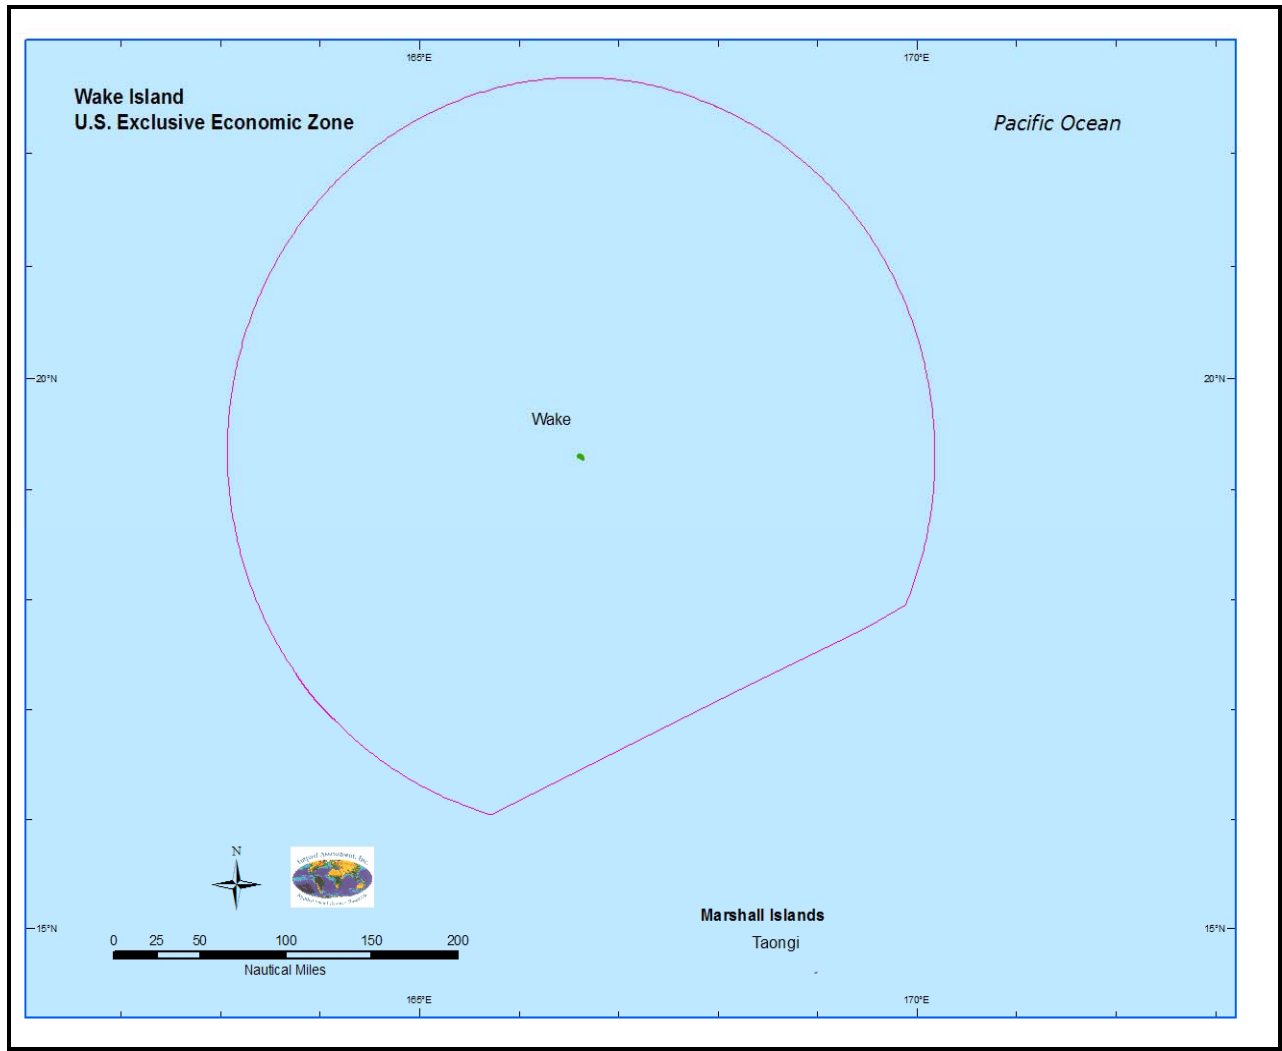 165°E 170°E
Wake Island
U.S. Exclusive Economic Zone
Pacific Ocean
20°N 20°N
Wake
N
Marshall Islands
Taongi
15°N 15°N
0 25 50 100 150 200
Nautical Miles
165°E 170°E